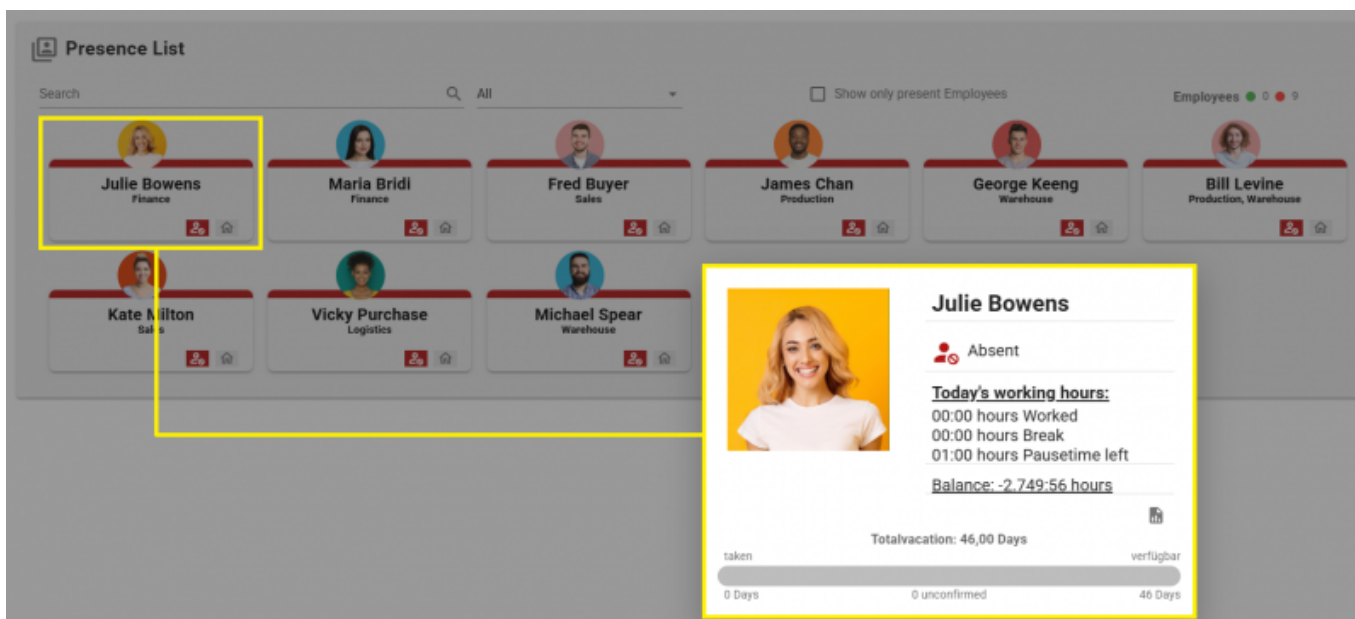 Presence List
Search
All
Show only present Employees
Employees 0 9
Julie Bowens
Finance
Maria Bridi
Finance
Fred Buyer
Sales
James Chan
Production
George Keeng
Warehouse
Bill Levine
Production, Warehouse
Kate Milton
Sales
Vicky Purchase
Logistics
Michael Spear
Warehouse
Julie Bowens
Absent
Today's working hours:
00:00 hours Worked
00:00 hours Break
01:00 hours Pausetime left
Balance: -2.749:56 hours
Totalvacation: 46,00 Days
taken verfügbar
0 Days 0 unconfirmed 46 Days